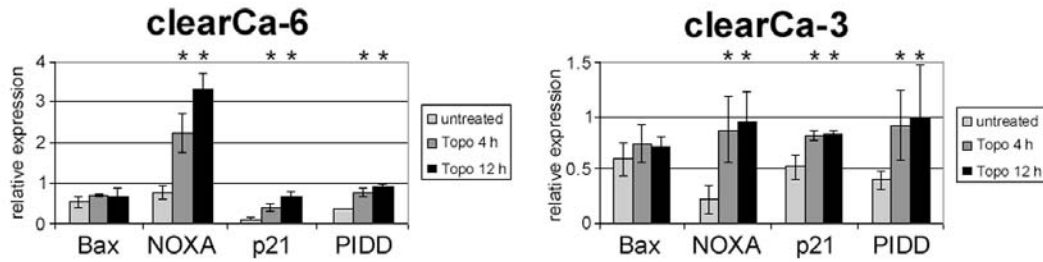 clearCa-6
* * * * * *
relative expression
4
3
2
1
0
Bax NOXA p21 PIDD
untreated
Topo 4 h
Topo 12 h
clearCa-3
* * * * * *
relative expression
1.5
1
0.5
0
Bax NOXA p21 PIDD
untreated
Topo 4 h
Topo 12 h